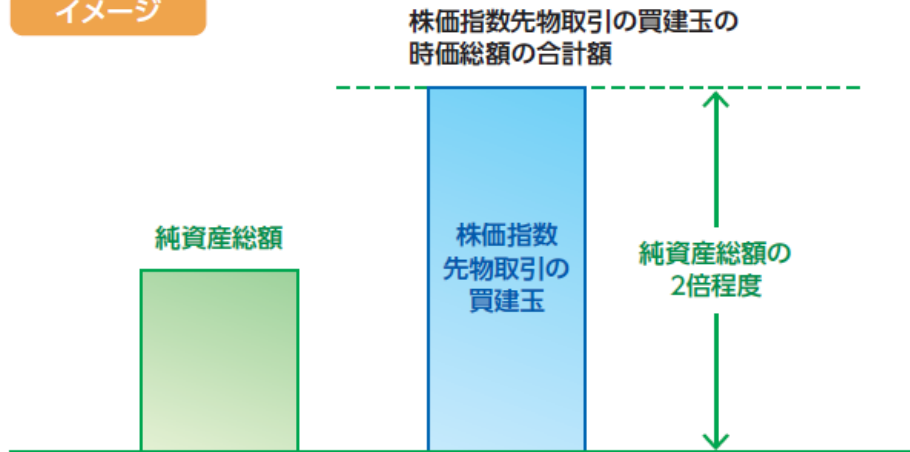 イメージ
株価指数先物取引の買建玉の
時価総額の合計額
純資産総額
株価指数
先物取引の
買建玉
純資産総額の
2倍程度